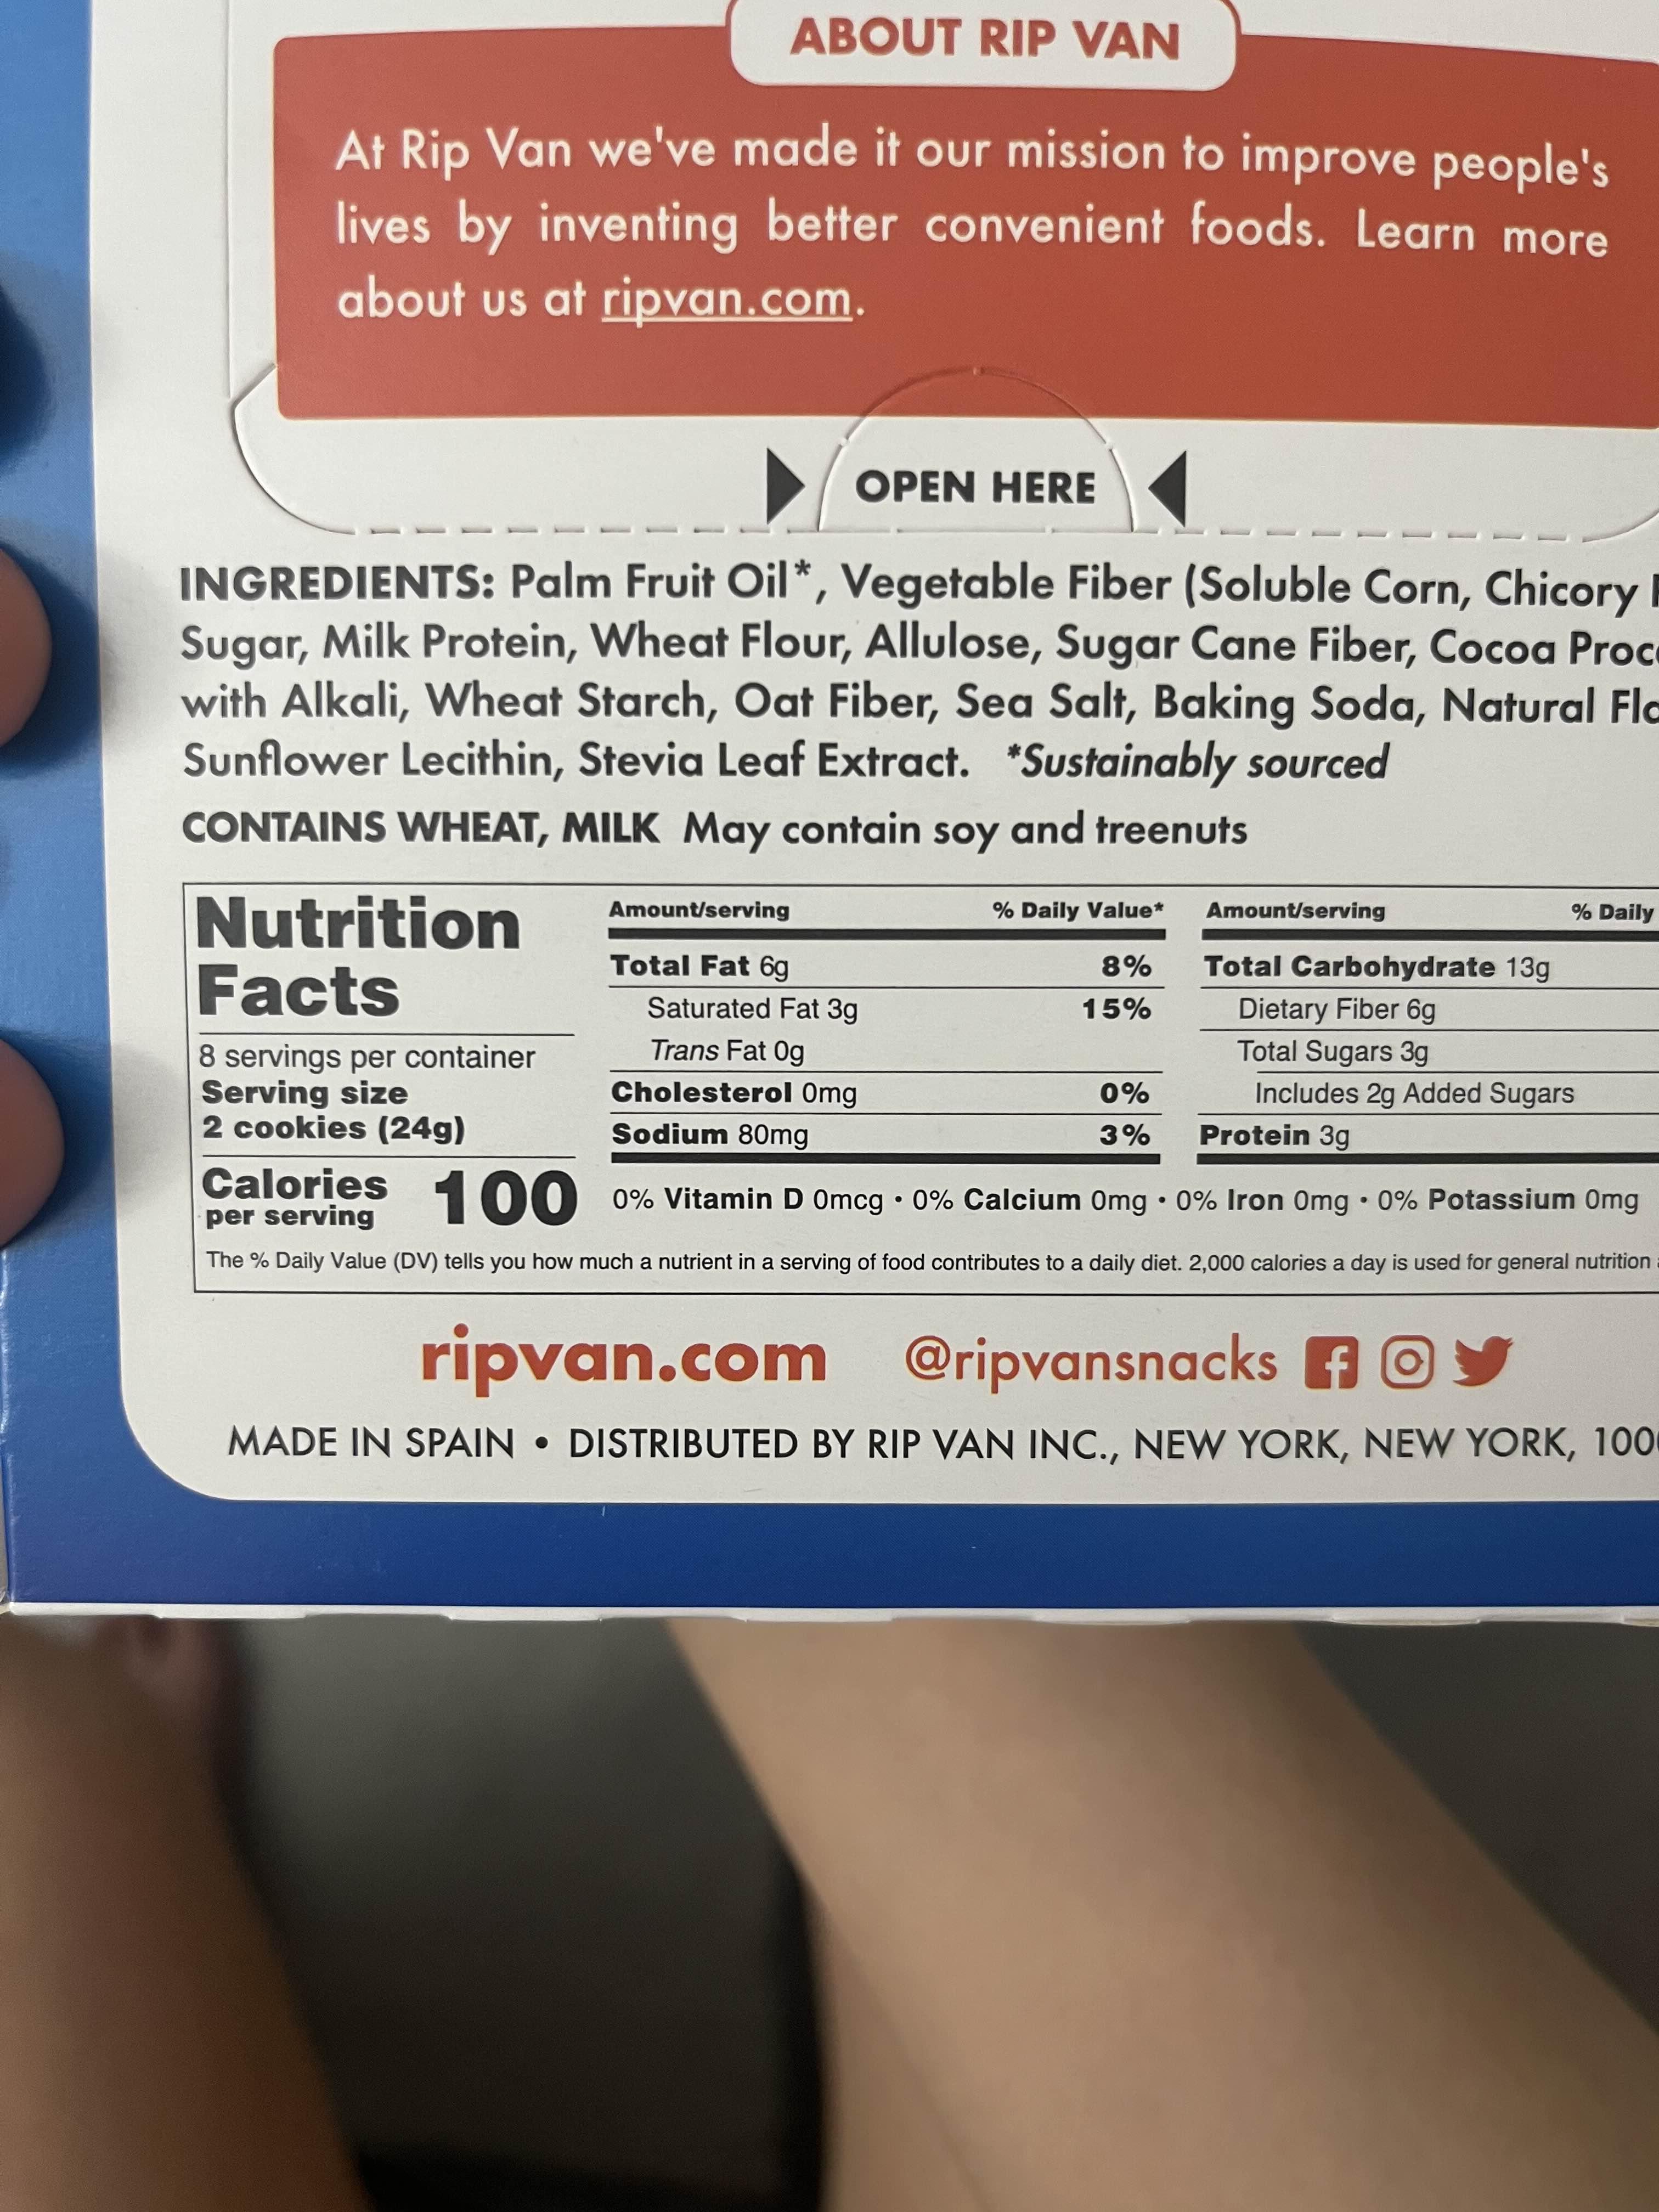 ABOUT RIP VAN
At Rip Van we've made it our mission to improve people's
lives by inventing better convenient foods. Learn more
about us at ripvan.com.
OPEN HERE
INGREDIENTS: Palm Fruit Oil*, Vegetable Fiber (Soluble Corn, Chicory
Sugar, Milk Protein, Wheat Flour, Allulose, Sugar Cane Fiber, Cocoa
with Alkali, Wheat Starch, Oat Fiber, Sea Salt, Baking Soda, Natural
Sunflower Lecithin, Stevia Leaf Extract. *Sustainably sourced
CONTAINS WHEAT, MILK May contain soy and treenuts
Nutrition
Facts
8 servings per container
Serving size
2 cookies (24g)
Calories 100
per serving
Amount/serving % Daily Value*
Total Fat 6g 8%
Saturated Fat 3g 15%
Trans Fat 0g
Cholesterol 0mg 0%
Sodium 80mg 3%
Amount/serving % Daily
Total Carbohydrate 13g
Dietary Fiber 6g
Total Sugars 3g
Includes 2g Added Sugars
Protein 3g
0% Vitamin D 0mcg • 0% Calcium 0mg • 0% Iron 0mg • 0% Potassium 0mg
The % Daily Value (DV) tells you how much a nutrient in a serving of food contributes to a daily diet. 2,000 calories a day is used for general nutrition
ripvan.com @ripvansnacks
MADE IN SPAIN • DISTRIBUTED BY RIP VAN INC., NEW YORK, NEW YORK,